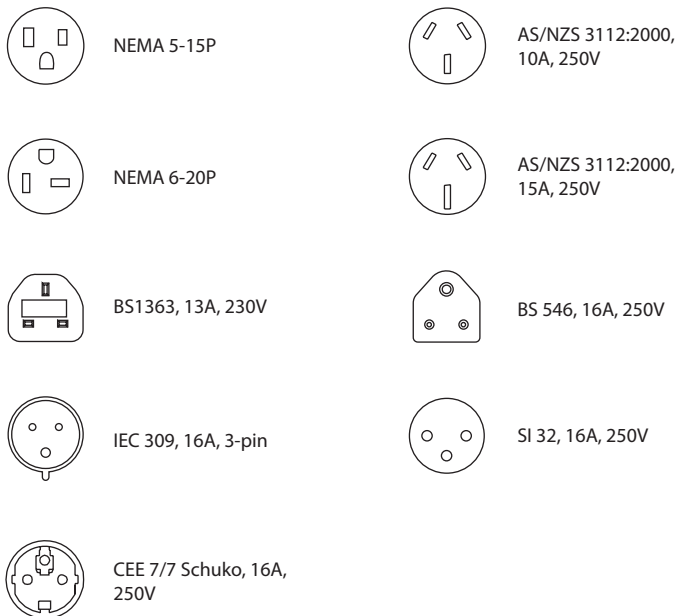 NEMA 5-15P
AS/NZS 3112:2000,
10A, 250V
NEMA 6-20P
AS/NZS 3112:2000,
15A, 250V
BS1363, 13A, 230V
BS 546, 16A, 250V
IEC 309, 16A, 3-pin
SI 32, 16A, 250V
CEE 7/7 Schuko, 16A,
250V